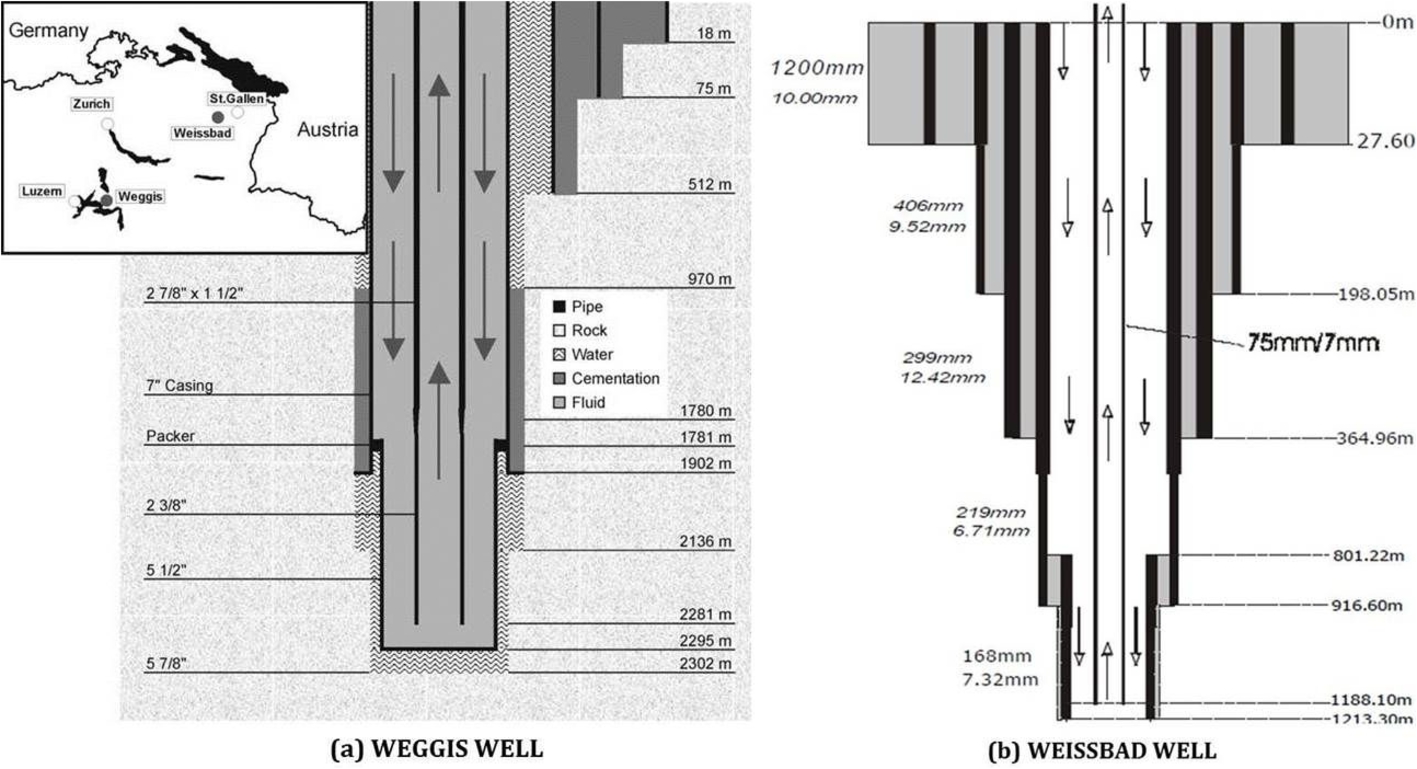 Germany
Zurich
St.Gallen
Weissbad
Austria
Luzern
Weggis
18 m
75 m
512 m
970 m
2 7/8" x 1 1/2"
Pipe
Rock
Water
Cementation
Fluid
7" Casing
1780 m
Packer
1781 m
1902 m
2 3/8"
2136 m
5 1/2"
2281 m
2295 m
5 7/8"
2302 m
(a) WEGGIS WELL
0m
1200mm
10.00mm
27.60
406mm
9.52mm
198.05m
75mm/7mm
299mm
12.42mm
364.96m
219mm
6.71mm
801.22m
916.60m
168mm
7.32mm
1188.10m
1213.30m
(b) WEISSBAD WELL